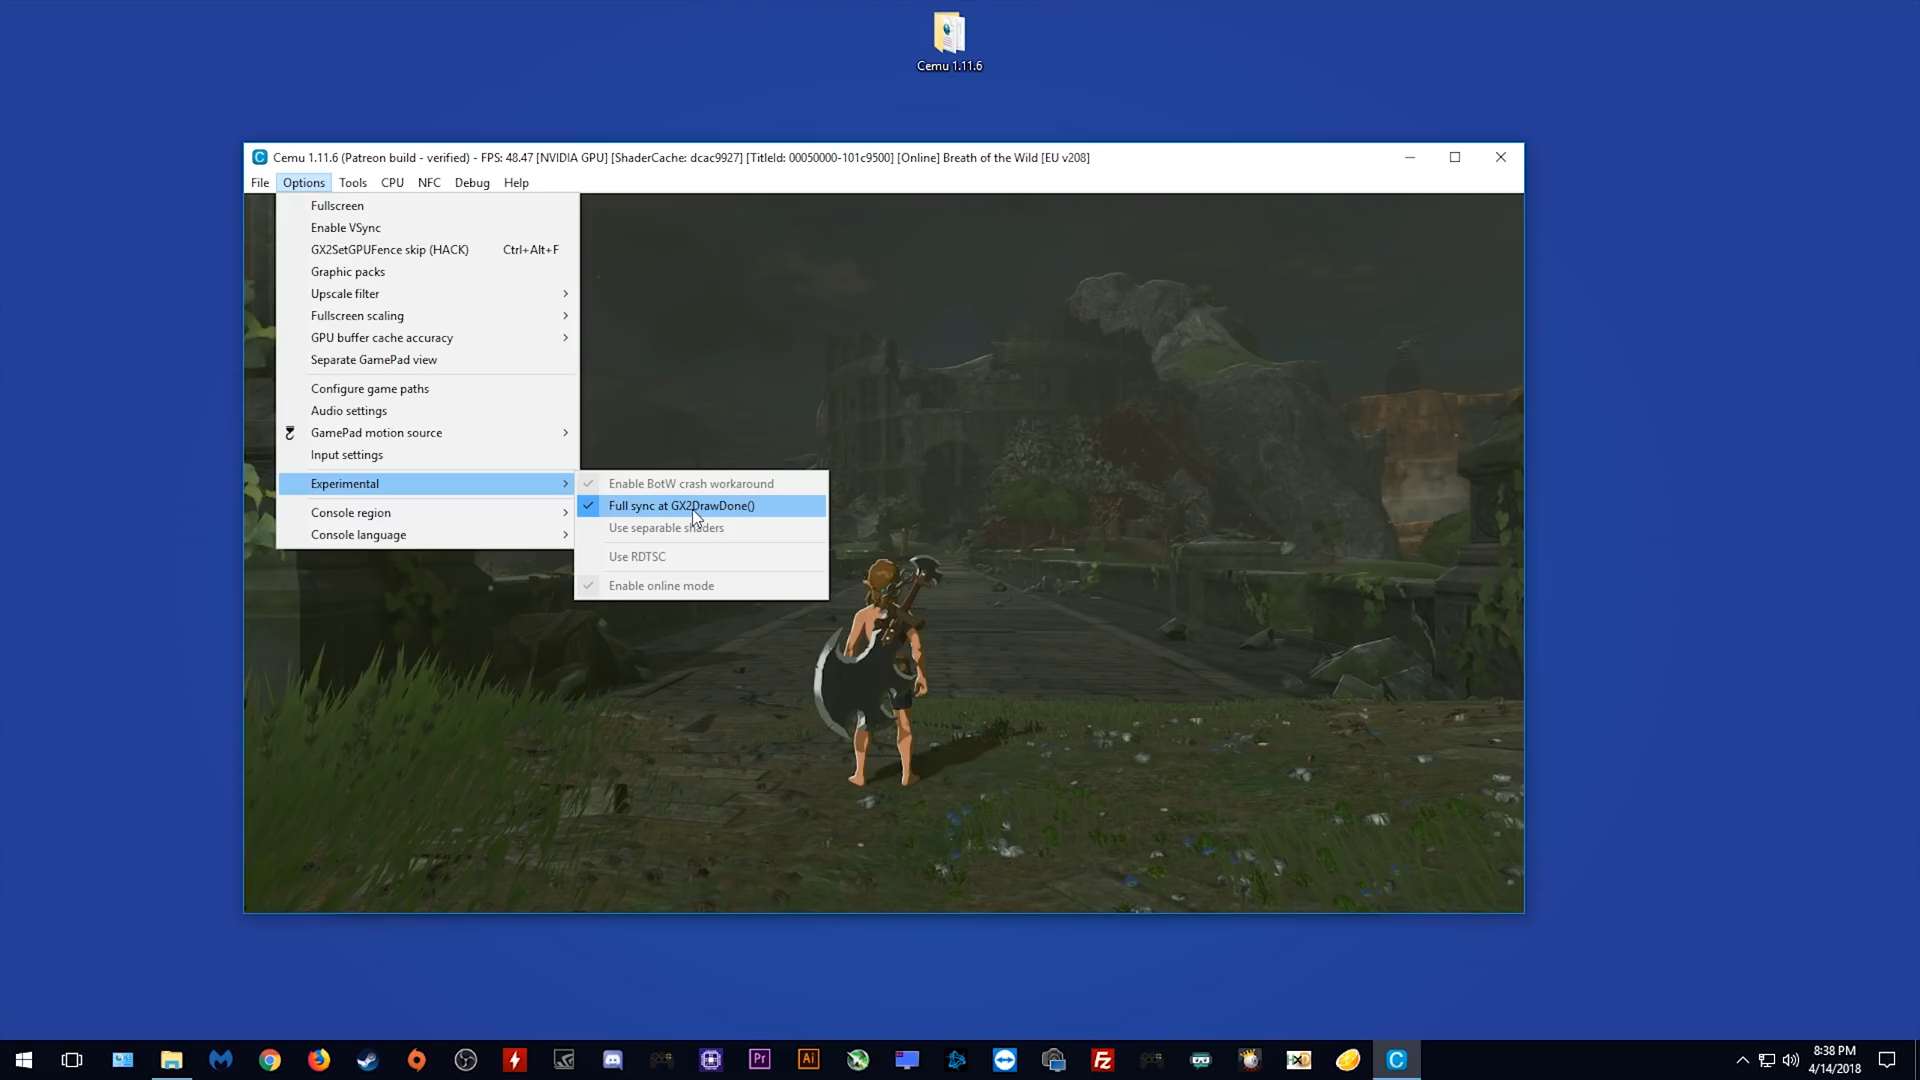 Cemu 1.11.6
Cemu 1.11.6 (Patreon build - verified) - FPS: 48.47 [NVIDIA GPU] [ShaderCache: dcac9927] [TitleId: 00050000-101c9500] [Online] Breath of the Wild [EU v208]
File Options Tools CPU NFC Debug Help
Fullscreen
Enable VSync
GX2SetGPUFence skip (HACK) Ctrl+Alt+F
Graphic packs
Upscale filter
Fullscreen scaling
GPU buffer cache accuracy
Separate GamePad view
Configure game paths
Audio settings
GamePad motion source
Input settings
Experimental
Console region
Console language
Enable BotW crash workaround
Full sync at GX2DrawDone()
Use separable shaders
Use RDTSC
Enable online mode
Pr
Ai
8:38 PM
4/14/2018